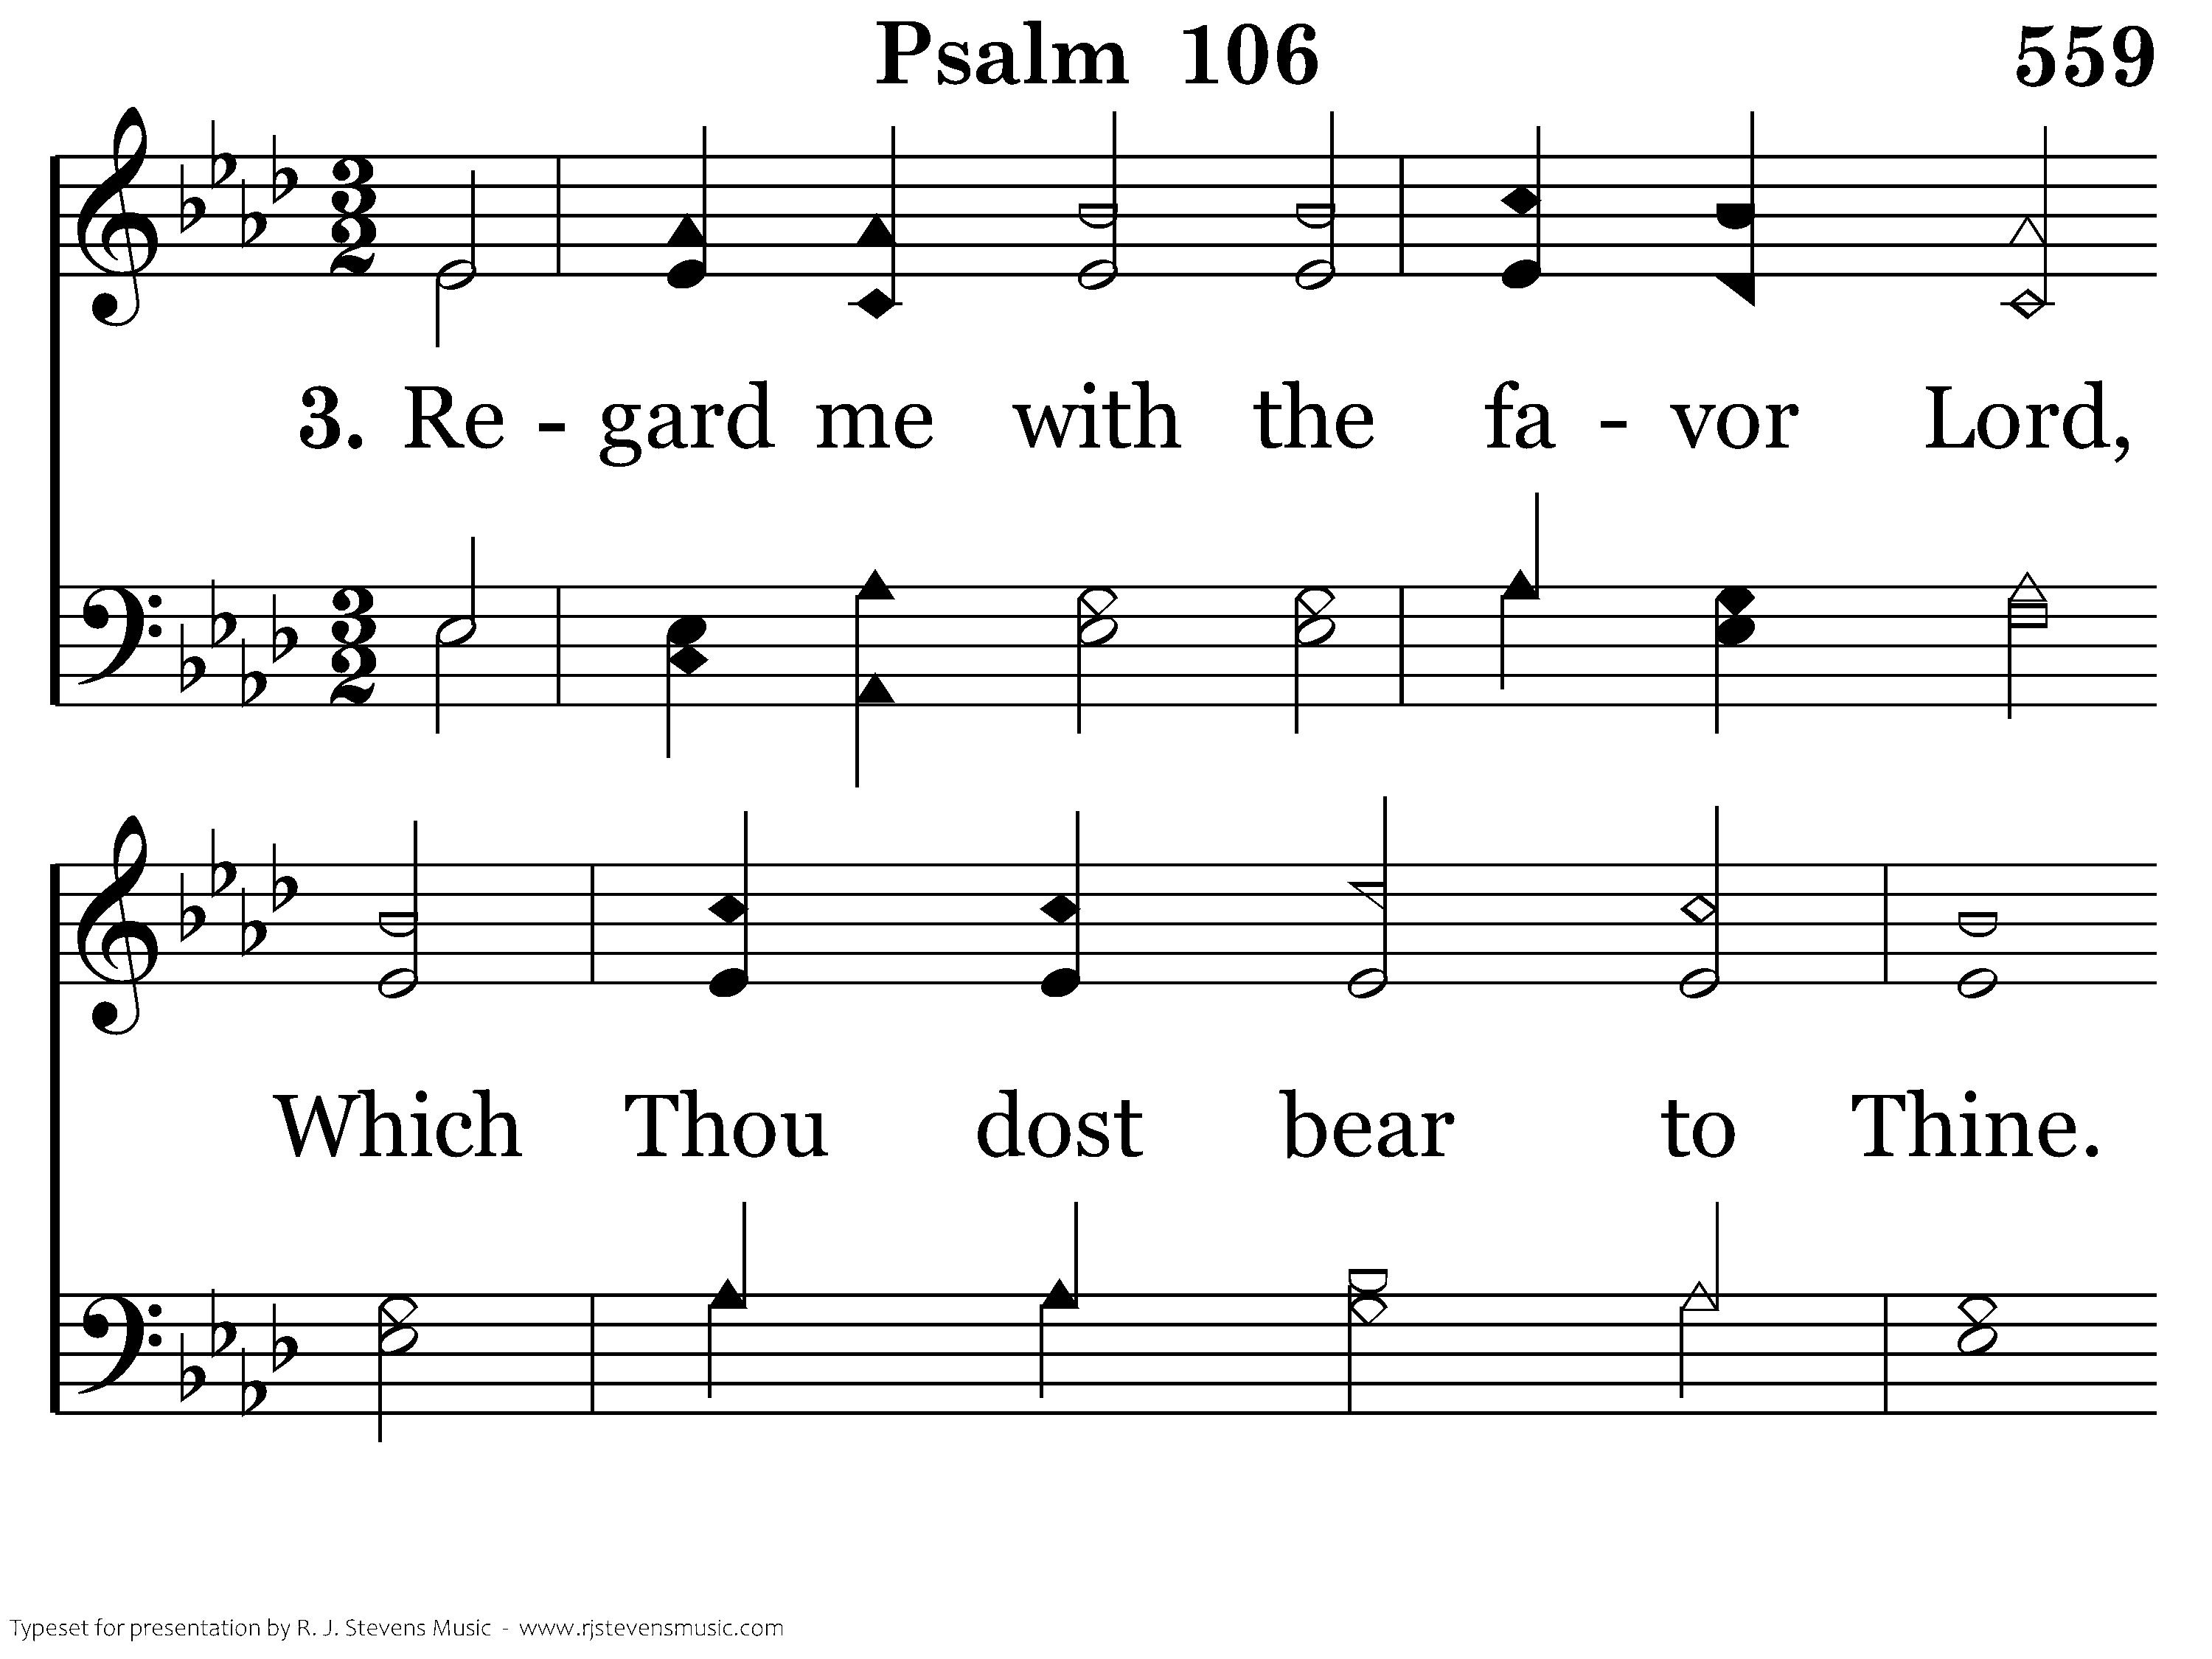 Psalm 106 559
3. Re - gard me with the fa - vor Lord,
Which Thou dost bear to Thine.
Typeset for presentation by R. J. Stevens Music - www.rjstevensmusic.com